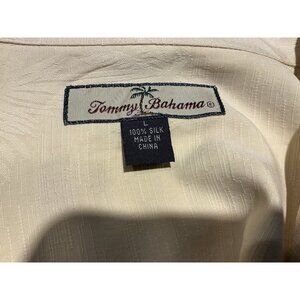 Tommy Bahama ®
L
100% SILK
MADE IN
CHINA